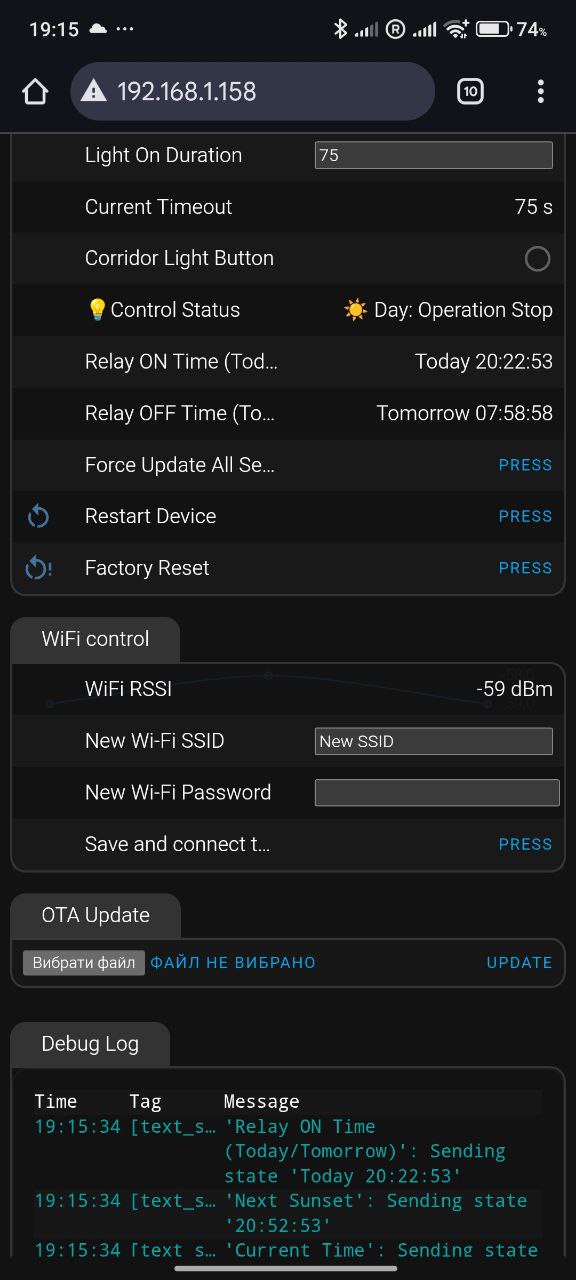 19:15
R
74%
192.168.1.158
10
Light On Duration 75
Current Timeout 75 s
Corridor Light Button
💡Control Status ☀️ Day: Operation Stop
Relay ON Time (Tod... Today 20:22:53
Relay OFF Time (To... Tomorrow 07:58:58
Force Update All Se... PRESS
Restart Device PRESS
Factory Reset PRESS
WiFi control
WiFi RSSI -59 dBm
New Wi-Fi SSID New SSID
New Wi-Fi Password
Save and connect t... PRESS
OTA Update
Вибрати файл ФАЙЛ НЕ ВИБРАНО UPDATE
Debug Log
Time Tag Message
19:15:34 [text_s... 'Relay ON Time
(Today/Tomorrow)': Sending
state 'Today 20:22:53'
19:15:34 [text_s... 'Next Sunset': Sending state
'20:52:53'
19:15:34 [text_s... 'Current Time': Sending state